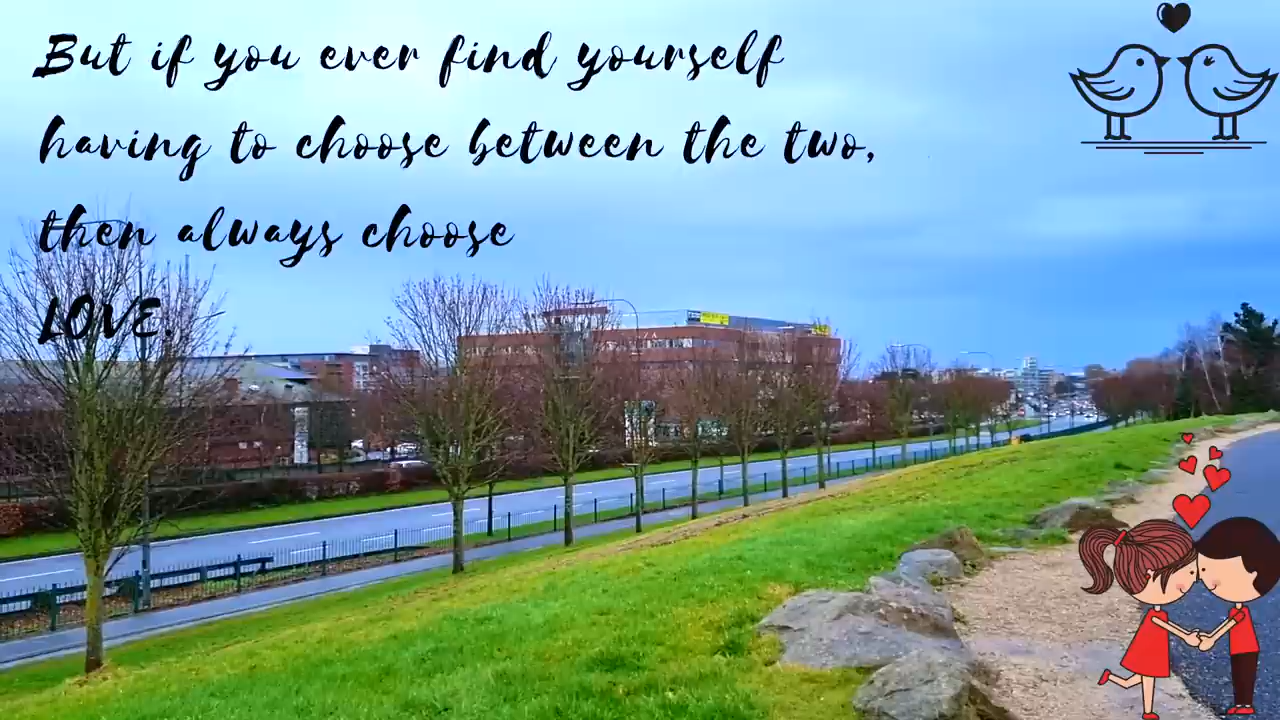 But if you ever find yourself
having to choose between the two,
then always choose
LOVE.